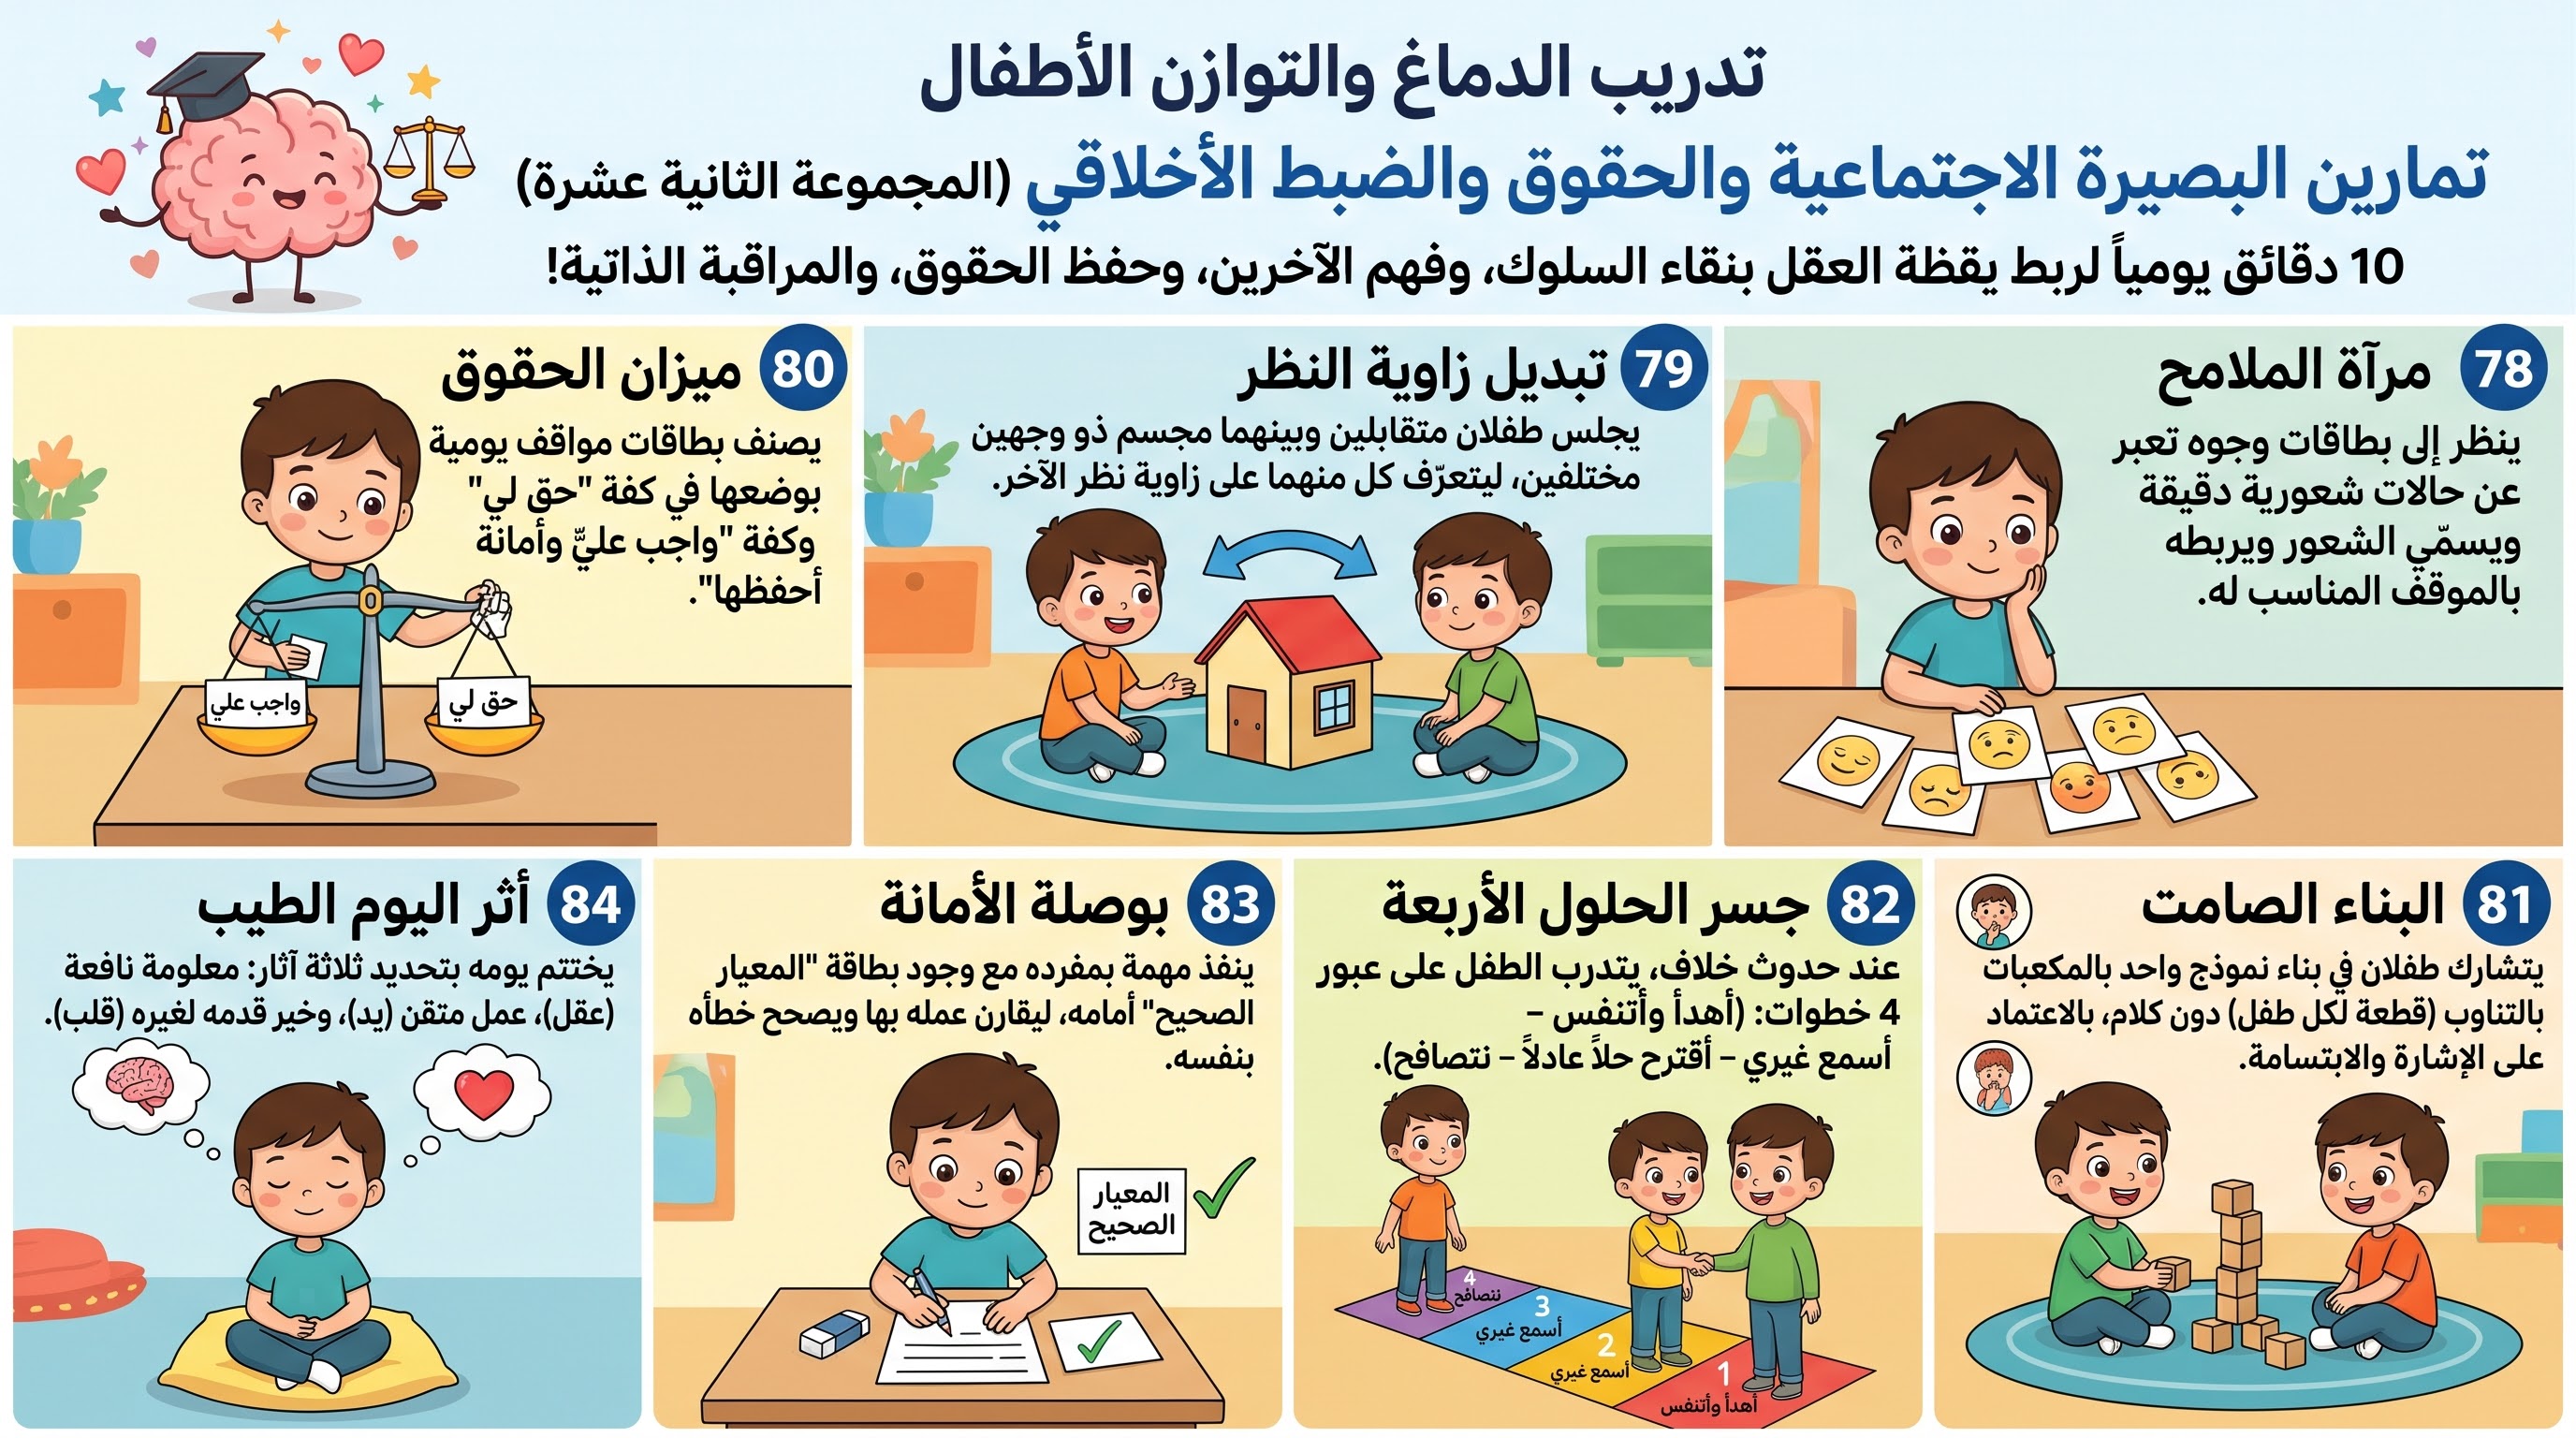 تدريب الدماغ والتوازن الأطفال
تمارين البصيرة الاجتماعية والحقوق والضبط الأخلاقي (المجموعة الثانية عشرة)
10 دقائق يومياً لربط يقظة العقل بنقاء السلوك، وفهم الآخرين، وحفظ الحقوق، والمراقبة الذاتية!
78 مرآة الملامح
ينظر إلى بطاقات وجوه تعبر
عن حالات شعورية دقيقة
ويسمّي الشعور ويربطه
بالموقف المناسب له.
79 تبديل زاوية النظر
يجلس طفلان متقابلين وبينهما مجسم ذو وجهين
مختلفين، ليتعرّف كل منهما على زاوية نظر الآخر.
80 ميزان الحقوق
يصنف بطاقات مواقف يومية
بوضعها في كفة "حق لي"
وكفة "واجب عليَّ وأمانة
أحفظها".
حق لي
واجب علي
81 البناء الصامت
يتشارك طفلان في بناء نموذج واحد بالمكعبات
بالتناوب (قطعة لكل طفل) دون كلام، بالاعتماد
على الإشارة والابتسامة.
82 جسر الحلول الأربعة
عند حدوث خلاف، يتدرب الطفل على عبور
4 خطوات: (أهدأ وأتنفس –
أسمع غيري – أقترح حلاً عادلاً – نتصافح).
4
نتصافح
3
أسمع غيري
2
أسمع غيري
1
أهدأ وأتنفس
83 بوصلة الأمانة
ينفذ مهمة بمفرده مع وجود بطاقة "المعيار
الصحيح" أمامه، ليقارن عمله بها ويصحح خطأه
بنفسه.
المعيار
الصحيح
84 أثر اليوم الطيب
يختتم يومه بتحديد ثلاثة آثار: معلومة نافعة
(عقل)، عمل متقن (يد)، وخير قدمه لغيره (قلب).